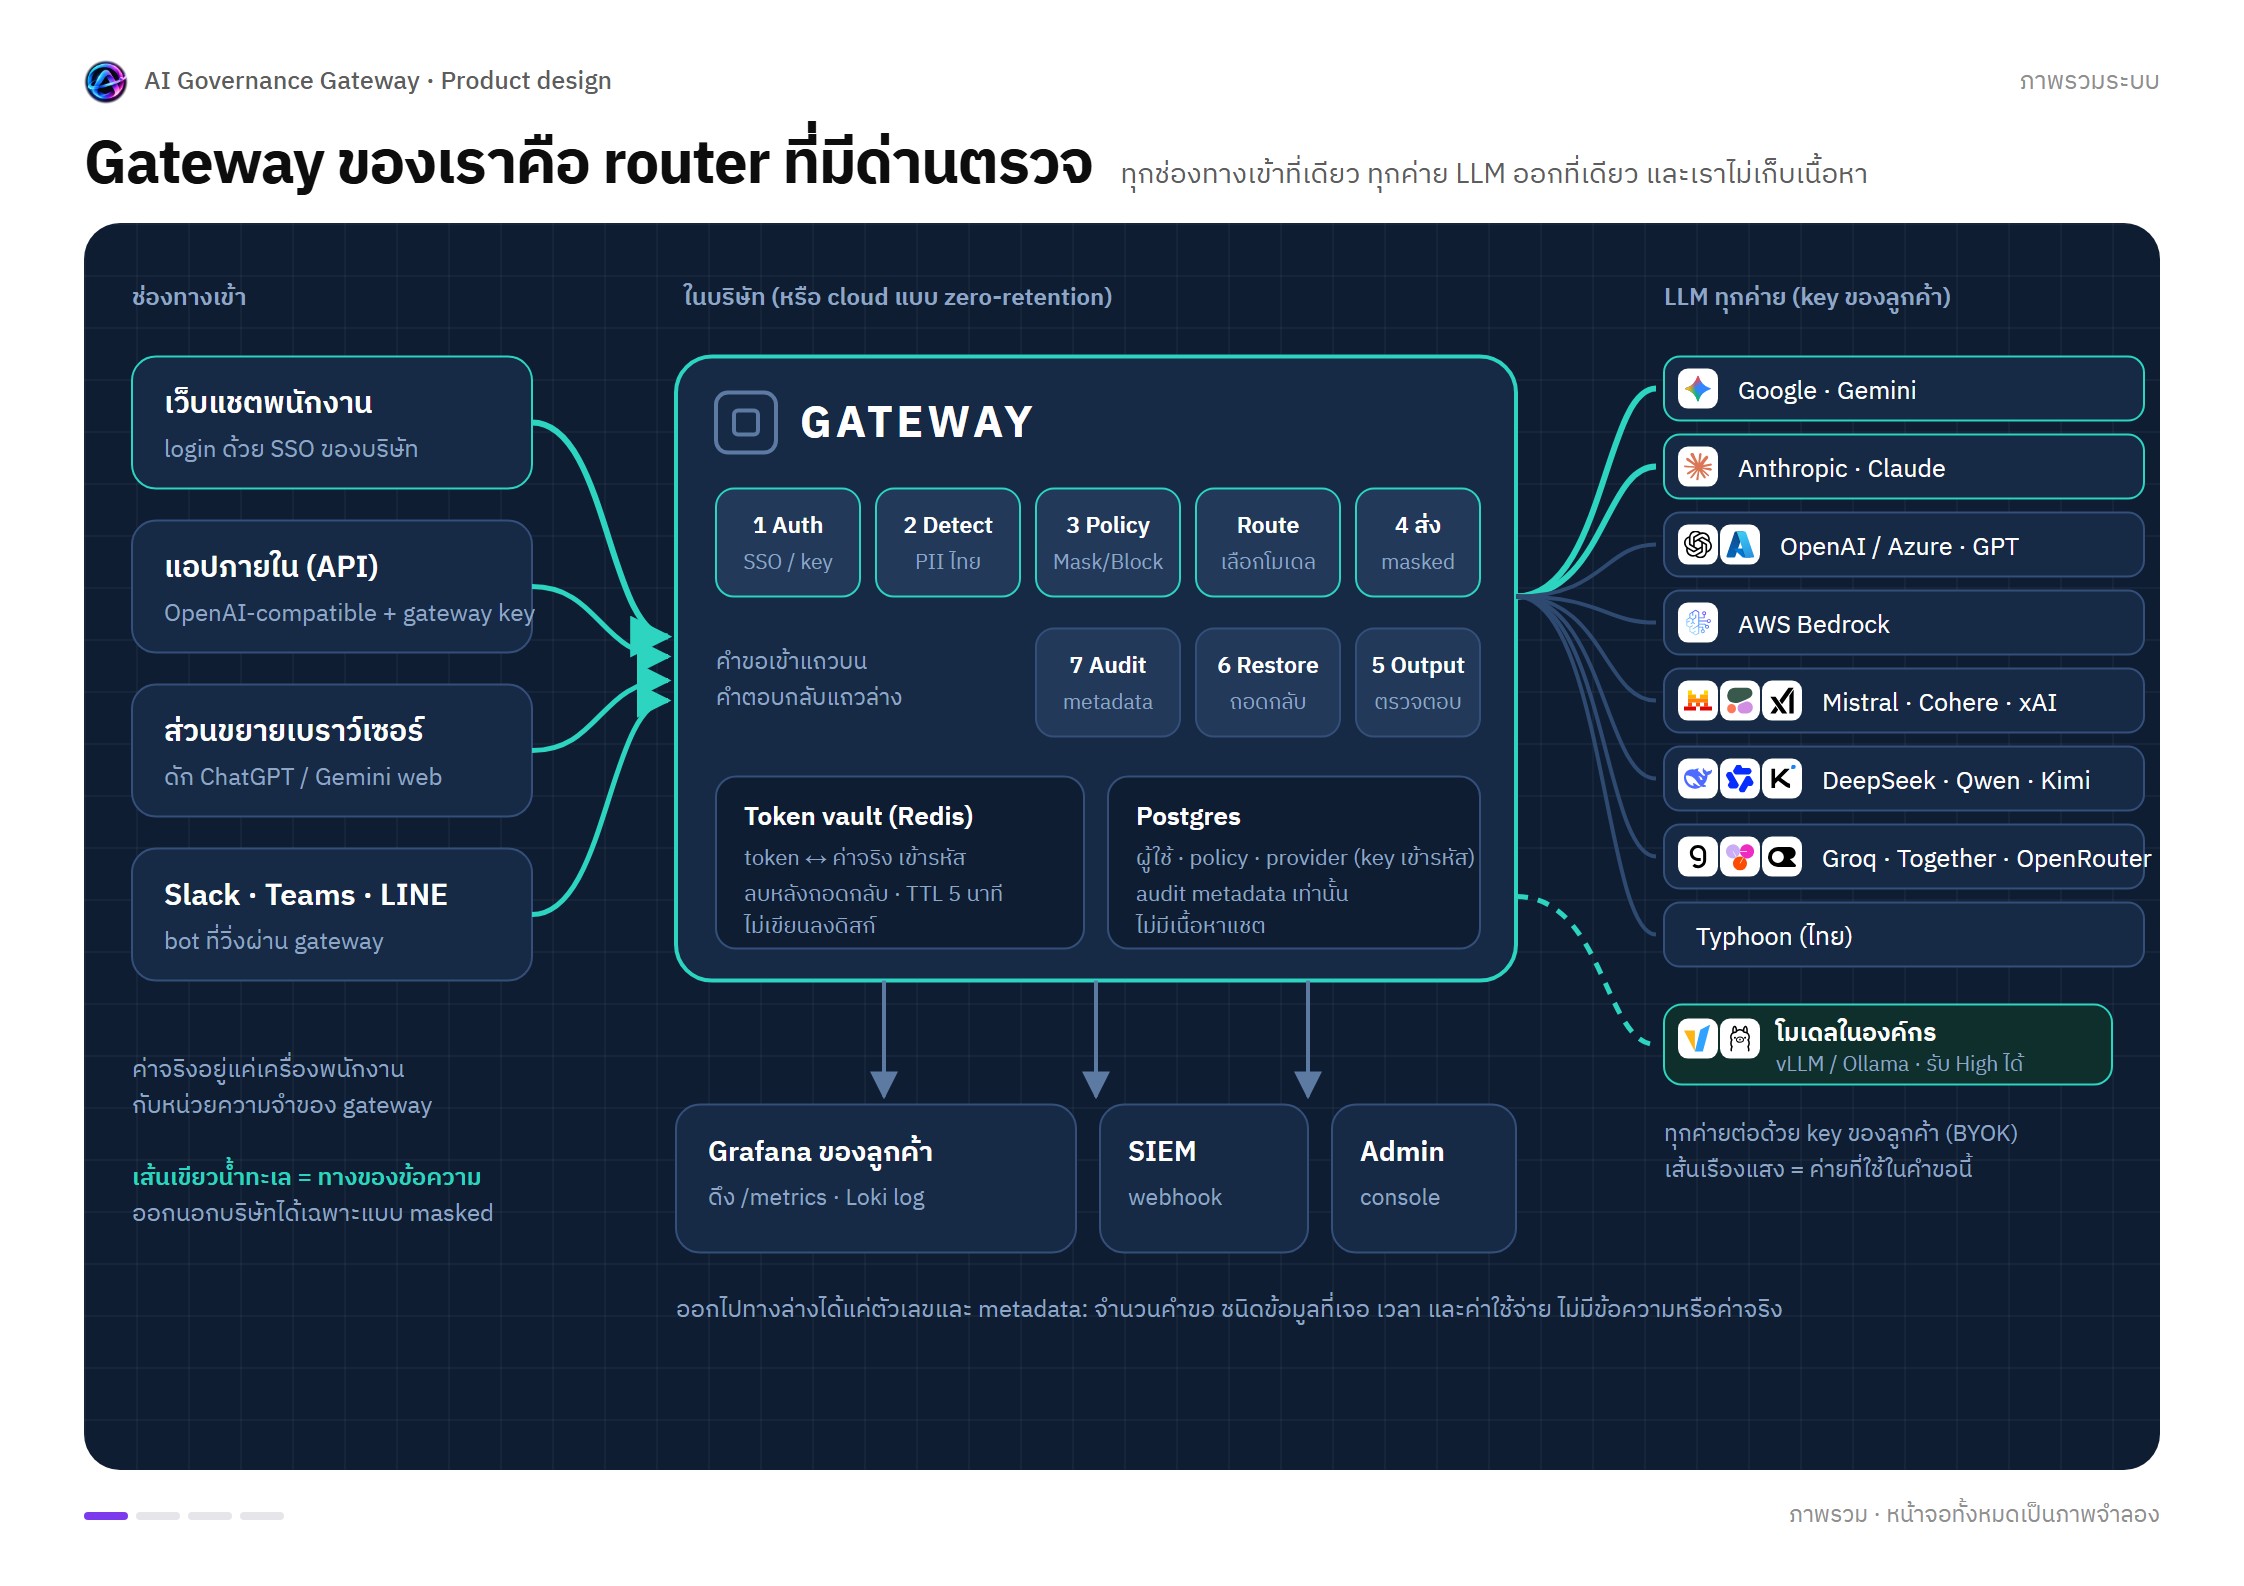 AI Governance Gateway · Product design
ภาพรวมระบบ
Gateway ของเราคือ router ที่มีด่านตรวจ
ทุกช่องทางเข้าที่เดียว ทุกค่าย LLM ออกที่เดียว และเราไม่เก็บเนื้อหา
ช่องทางเข้า
เว็บแชตพนักงาน
login ด้วย SSO ของบริษัท
แอปภายใน (API)
OpenAI-compatible + gateway key
ส่วนขยายเบราว์เซอร์
ดัก ChatGPT / Gemini web
Slack · Teams · LINE
bot ที่วิ่งผ่าน gateway
ค่าจริงอยู่แค่เครื่องพนักงาน
กับหน่วยความจำของ gateway
เส้นเขียวน้ำทะเล = ทางของข้อความ
ออกนอกบริษัทได้เฉพาะแบบ masked
ในบริษัท (หรือ cloud แบบ zero-retention)
GATEWAY
1 Auth
SSO / key
2 Detect
PII ไทย
3 Policy
Mask/Block
Route
เลือกโมเดล
4 ส่ง
masked
คำขอเข้าแถวบน
คำตอบกลับแถวล่าง
7 Audit
metadata
6 Restore
ถอดกลับ
5 Output
ตรวจตอบ
Token vault (Redis)
token ↔ ค่าจริง เข้ารหัส
ลบหลังถอดกลับ · TTL 5 นาที
ไม่เขียนลงดิสก์
Postgres
ผู้ใช้ · policy · provider (key เข้ารหัส)
audit metadata เท่านั้น
ไม่มีเนื้อหาแชต
Grafana ของลูกค้า
ดึง /metrics · Loki log
SIEM
webhook
Admin
console
ออกไปทางล่างได้แค่ตัวเลขและ metadata: จำนวนคำขอ ชนิดข้อมูลที่เจอ เวลา และค่าใช้จ่าย ไม่มีข้อความหรือค่าจริง
LLM ทุกค่าย (key ของลูกค้า)
Google · Gemini
Anthropic · Claude
OpenAI / Azure · GPT
AWS Bedrock
Mistral · Cohere · xAI
DeepSeek · Qwen · Kimi
Groq · Together · OpenRouter
Typhoon (ไทย)
โมเดลในองค์กร
vLLM / Ollama · รับ High ได้
ทุกค่ายต่อด้วย key ของลูกค้า (BYOK)
เส้นเรืองแสง = ค่ายที่ใช้ในคำขอนี้
ภาพรวม · หน้าจอทั้งหมดเป็นภาพจำลอง